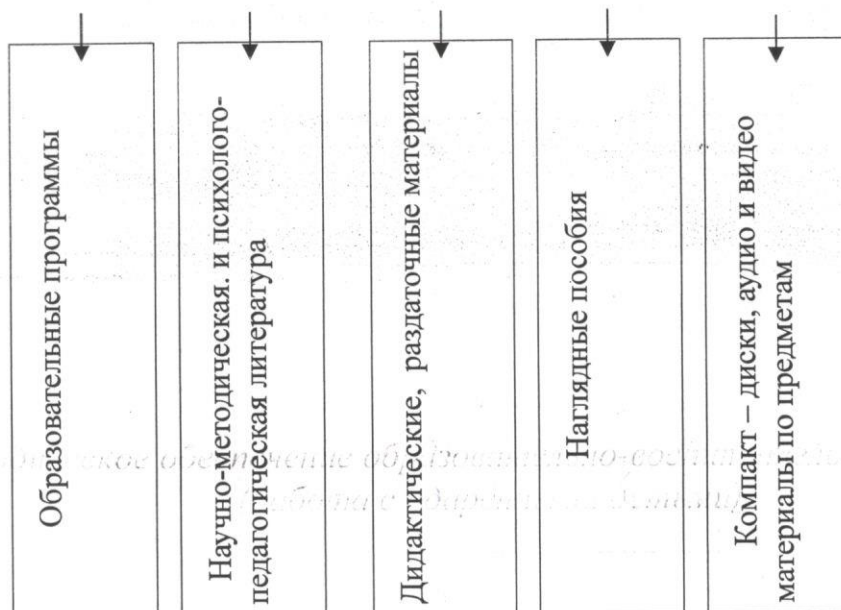 Образовательные программы
Научно-методическая. и психолого-
педагогическая литература
Дидактические, раздаточные материалы
Наглядные пособия
Компакт – диски, аудио и видео
материалы по предметам